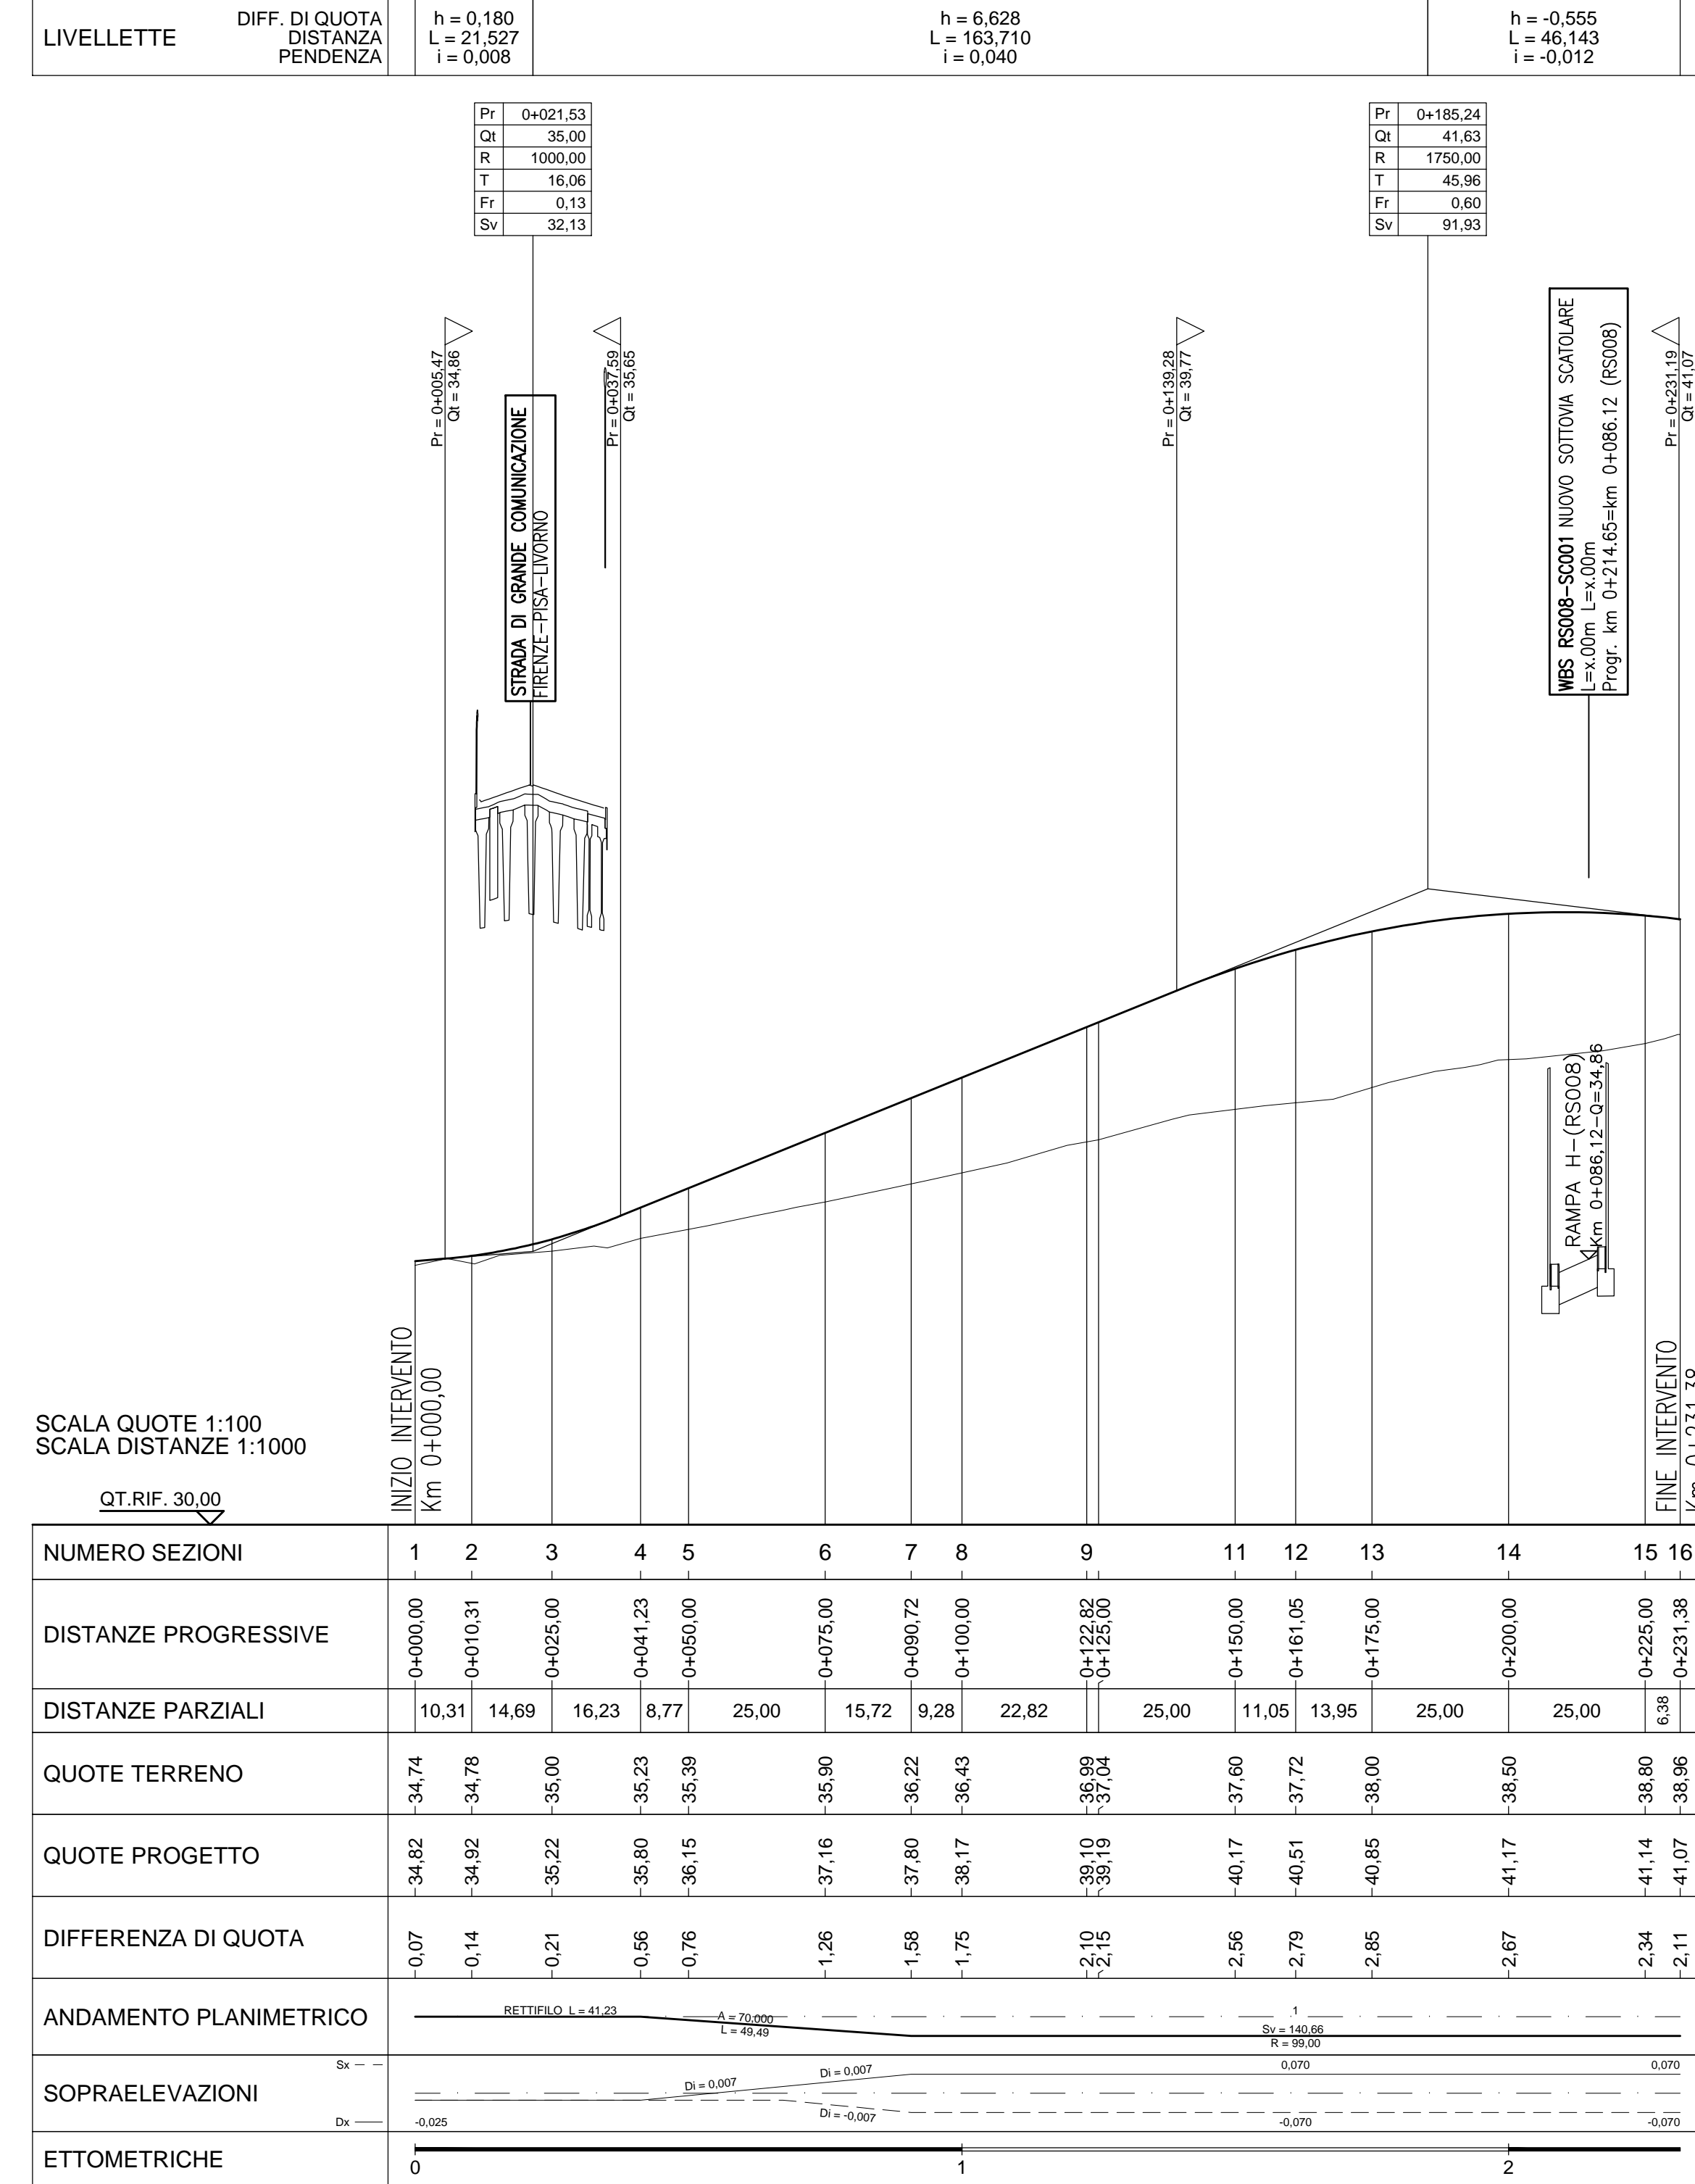 LIVELLETTE
DIFF. DI QUOTA
DISTANZA
PENDENZA
h = 0,180
L = 21,527
i = 0,008
h = 6,628
L = 163,710
i = 0,040
h = -0,555
L = 46,143
i = -0,012
Pr 0+021,53
Qt 35,00
R 1000,00
T 16,06
Fr 0,13
Sv 32,13
Pr 0+185,24
Qt 41,63
R 1750,00
T 45,96
Fr 0,60
Sv 91,93
Pr = 0+005,47
Qt = 34,86
Pr = 0+037,59
Qt = 35,65
Pr = 0+139,28
Qt = 39,77
Pr = 0+231,19
Qt = 41,07
STRADA DI GRANDE COMUNICAZIONE
FIRENZE-PISA-LIVORNO
WBS RS008-SC001 NUOVO SOTTOVIA SCATOLARE
L=x.00m L=x.00m
Progr. km 0+214.65=km 0+086.12 (RS008)
RAMPA H-(RS008)
Km 0+086,12-Q=34,86
INIZIO INTERVENTO
Km 0+000,00
FINE INTERVENTO
Km 0+231,38
SCALA QUOTE 1:100
SCALA DISTANZE 1:1000
QT.RIF. 30,00
NUMERO SEZIONI 1 2 3 4 5 6 7 8 9 11 12 13 14 15 16
DISTANZE PROGRESSIVE 0+000,00 0+010,31 0+025,00 0+041,23 0+050,00 0+075,00 0+090,72 0+100,00 0+122,82 0+125,00 0+150,00 0+161,05 0+175,00 0+200,00 0+225,00 0+231,38
DISTANZE PARZIALI 10,31 14,69 16,23 8,77 25,00 15,72 9,28 22,82 25,00 11,05 13,95 25,00 25,00 6,38
QUOTE TERRENO 34,74 34,78 35,00 35,23 35,39 35,90 36,22 36,43 36,99 37,04 37,60 37,72 38,00 38,50 38,80 38,96
QUOTE PROGETTO 34,82 34,92 35,22 35,80 36,15 37,16 37,80 38,17 39,10 39,19 40,17 40,51 40,85 41,17 41,14 41,07
DIFFERENZA DI QUOTA 0,07 0,14 0,21 0,56 0,76 1,26 1,58 1,75 2,10 2,15 2,56 2,79 2,85 2,67 2,34 2,11
ANDAMENTO PLANIMETRICO
RETTIFILO L = 41,23
A = 70,000
L = 49,49
1
Sv = 140,66
R = 99,00
SOPRAELEVAZIONI
Sx
Dx
-0,025
Di = 0,007
Di = 0,007
Di = -0,007
0,070
0,070
-0,070
-0,070
ETTOMETRICHE
0 1 2